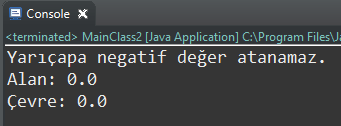 Console
<terminated> MainClass2 [Java Application] C:\Program Files\Ja
Yarıçapa negatif değer atanamaz.
Alan: 0.0
Çevre: 0.0